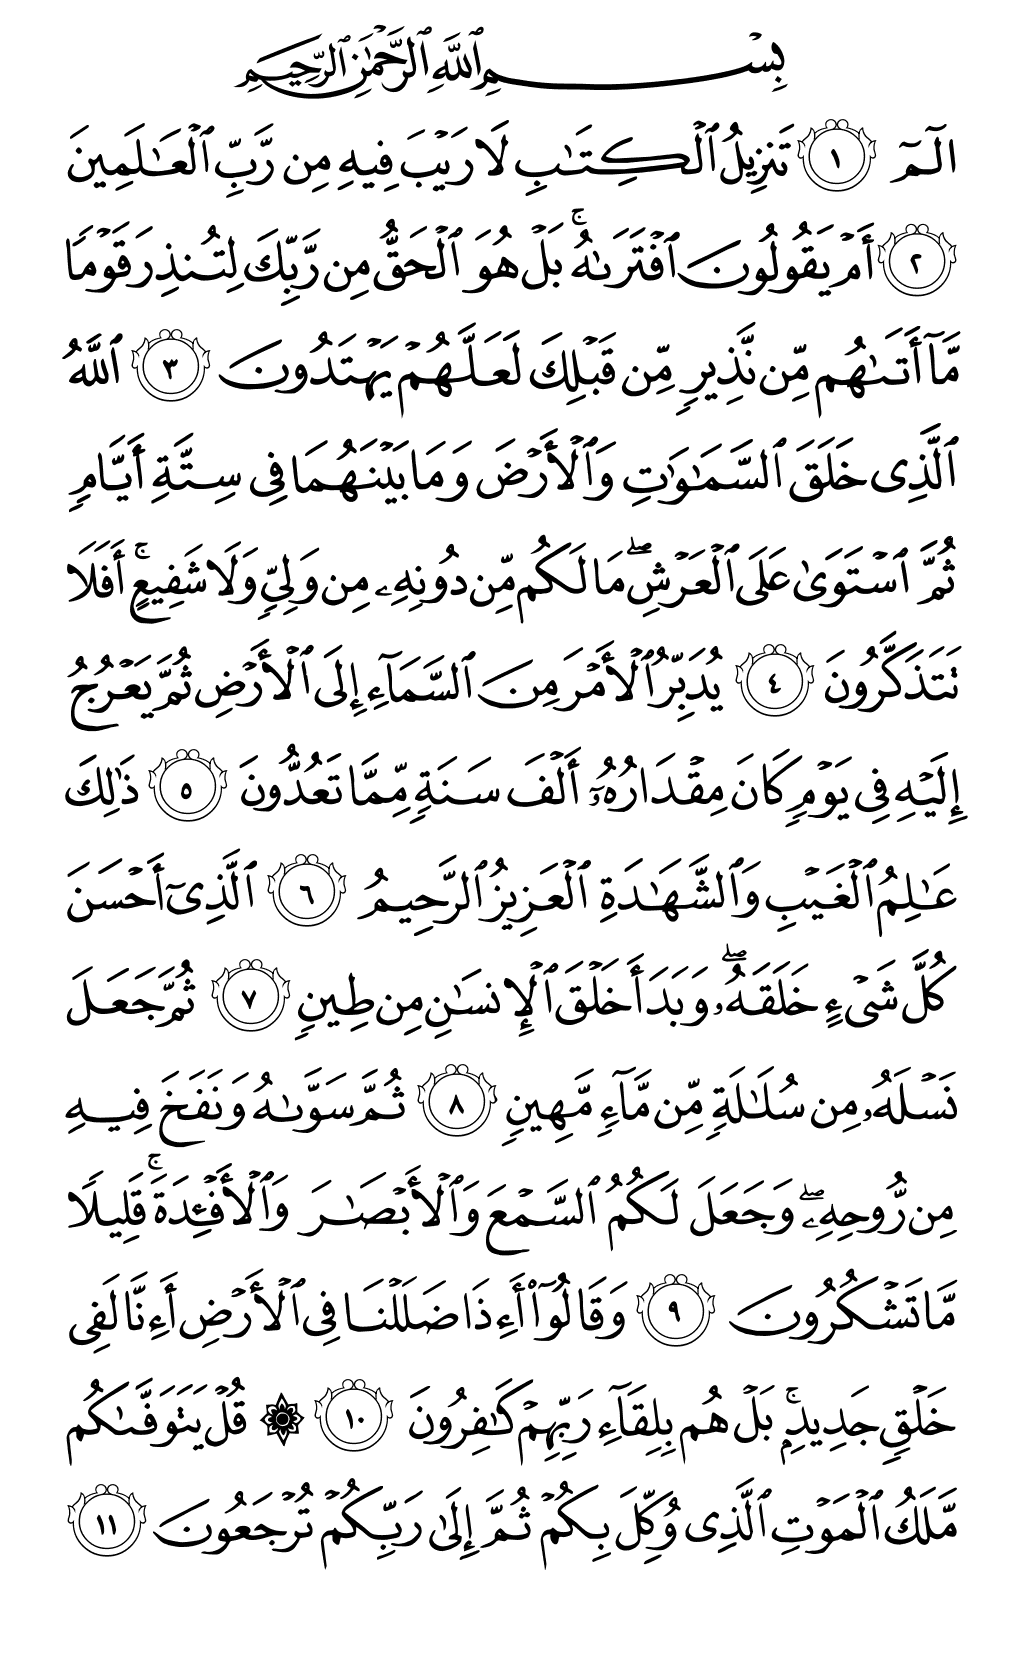 بِسۡمِ ٱللَّهِ ٱلرَّحۡمَٰنِ ٱلرَّحِيمِ
الٓمٓ ١ تَنزِيلُ ٱلۡكِتَٰبِ لَا رَيۡبَ فِيهِ مِن رَّبِّ ٱلۡعَٰلَمِينَ
٢ أَمۡ يَقُولُونَ ٱفۡتَرَىٰهُۚ بَلۡ هُوَ ٱلۡحَقُّ مِن رَّبِّكَ لِتُنذِرَ قَوۡمٗا
مَّآ أَتَىٰهُم مِّن نَّذِيرٖ مِّن قَبۡلِكَ لَعَلَّهُمۡ يَهۡتَدُونَ ٣ ٱللَّهُ
ٱلَّذِي خَلَقَ ٱلسَّمَٰوَٰتِ وَٱلۡأَرۡضَ وَمَا بَيۡنَهُمَا فِي سِتَّةِ أَيَّامٖ
ثُمَّ ٱسۡتَوَىٰ عَلَى ٱلۡعَرۡشِۖ مَا لَكُم مِّن دُونِهِۦ مِن وَلِيّٖ وَلَا شَفِيعٍۚ أَفَلَا
تَتَذَكَّرُونَ ٤ يُدَبِّرُ ٱلۡأَمۡرَ مِنَ ٱلسَّمَآءِ إِلَى ٱلۡأَرۡضِ ثُمَّ يَعۡرُجُ
إِلَيۡهِ فِي يَوۡمٖ كَانَ مِقۡدَارُهُۥٓ أَلۡفَ سَنَةٖ مِّمَّا تَعُدُّونَ ٥ ذَٰلِكَ
عَٰلِمُ ٱلۡغَيۡبِ وَٱلشَّهَٰدَةِ ٱلۡعَزِيزُ ٱلرَّحِيمُ ٦ ٱلَّذِيٓ أَحۡسَنَ
كُلَّ شَيۡءٍ خَلَقَهُۥۖ وَبَدَأَ خَلۡقَ ٱلۡإِنسَٰنِ مِن طِينٖ ٧ ثُمَّ جَعَلَ
نَسۡلَهُۥ مِن سُلَٰلَةٖ مِّن مَّآءٖ مَّهِينٖ ٨ ثُمَّ سَوَّىٰهُ وَنَفَخَ فِيهِ
مِن رُّوحِهِۦۖ وَجَعَلَ لَكُمُ ٱلسَّمۡعَ وَٱلۡأَبۡصَٰرَ وَٱلۡأَفۡـِٔدَةَۚ قَلِيلٗا
مَّا تَشۡكُرُونَ ٩ وَقَالُوٓاْ أَءِذَا ضَلَلۡنَا فِي ٱلۡأَرۡضِ أَءِنَّا لَفِي
خَلۡقٖ جَدِيدِۭۚ بَلۡ هُم بِلِقَآءِ رَبِّهِمۡ كَٰفِرُونَ ١٠ ۞ قُلۡ يَتَوَفَّىٰكُم
مَّلَكُ ٱلۡمَوۡتِ ٱلَّذِي وُكِّلَ بِكُمۡ ثُمَّ إِلَىٰ رَبِّكُمۡ تُرۡجَعُونَ ١١